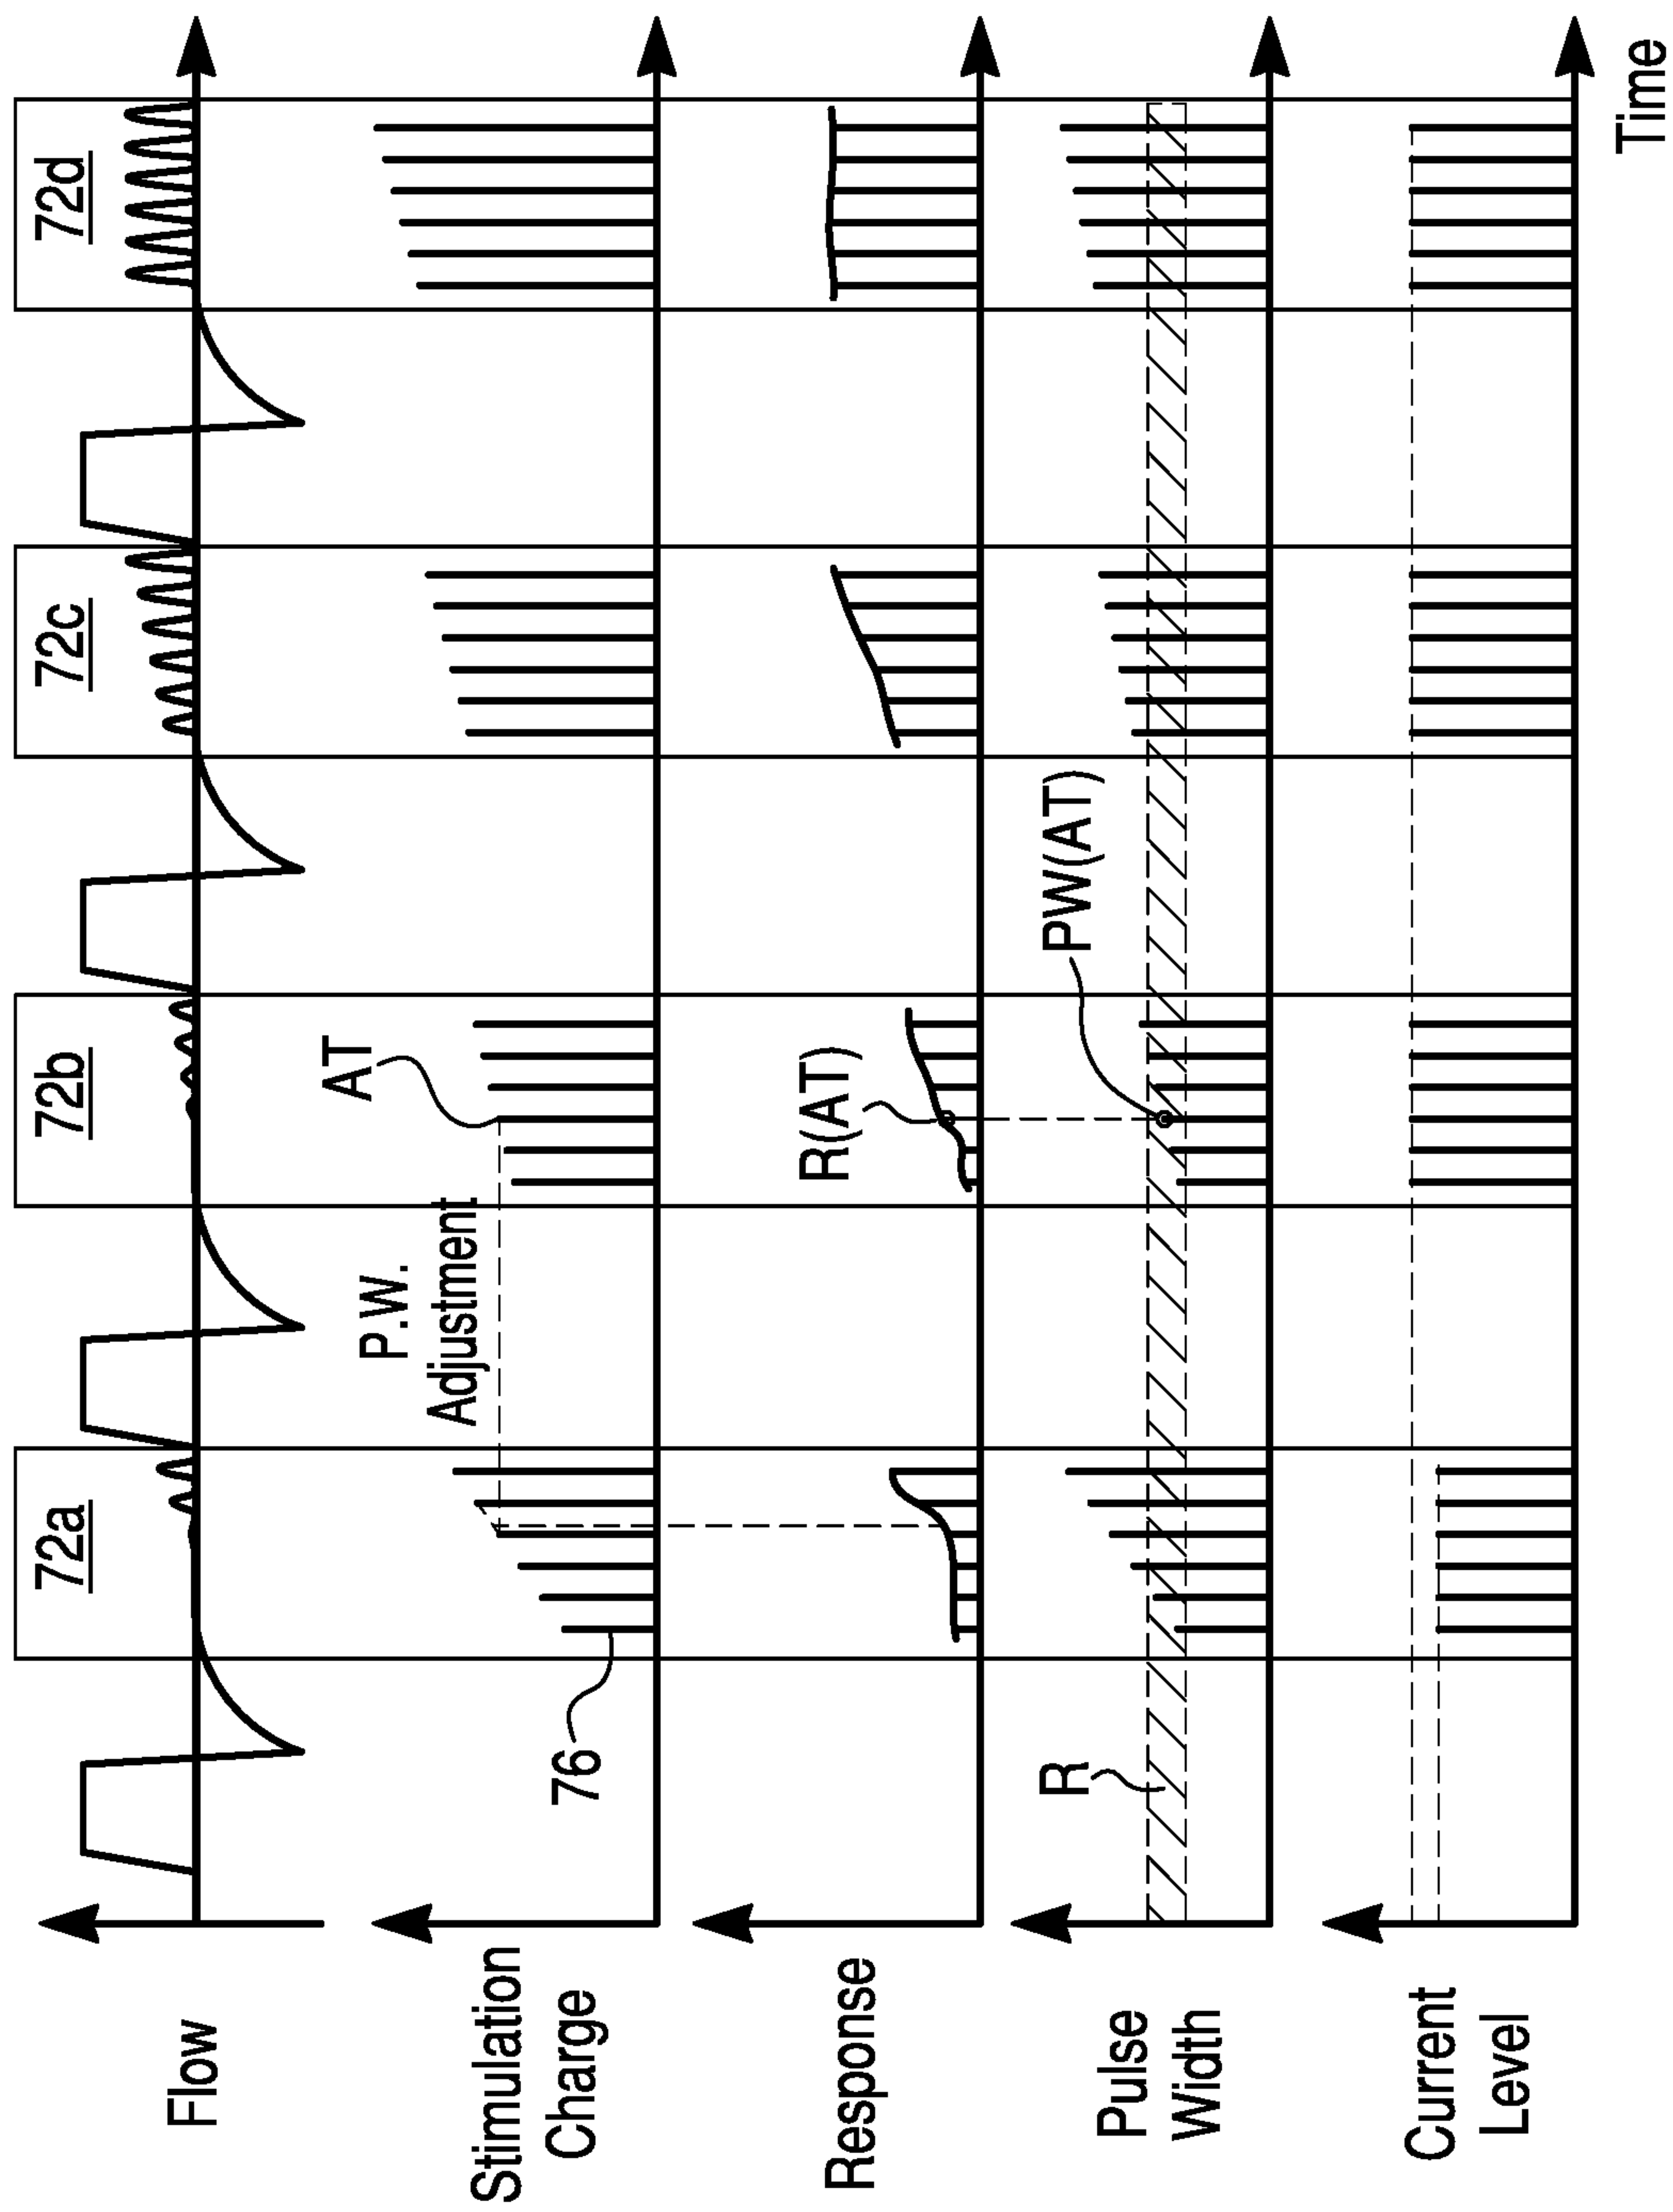 72a
72b
72c
72d
Flow
P.W.
Adjustment
AT
Stimulation
Charge
76
R(AT)
Response
PW(AT)
R
Pulse
Width
Current
Level
Time